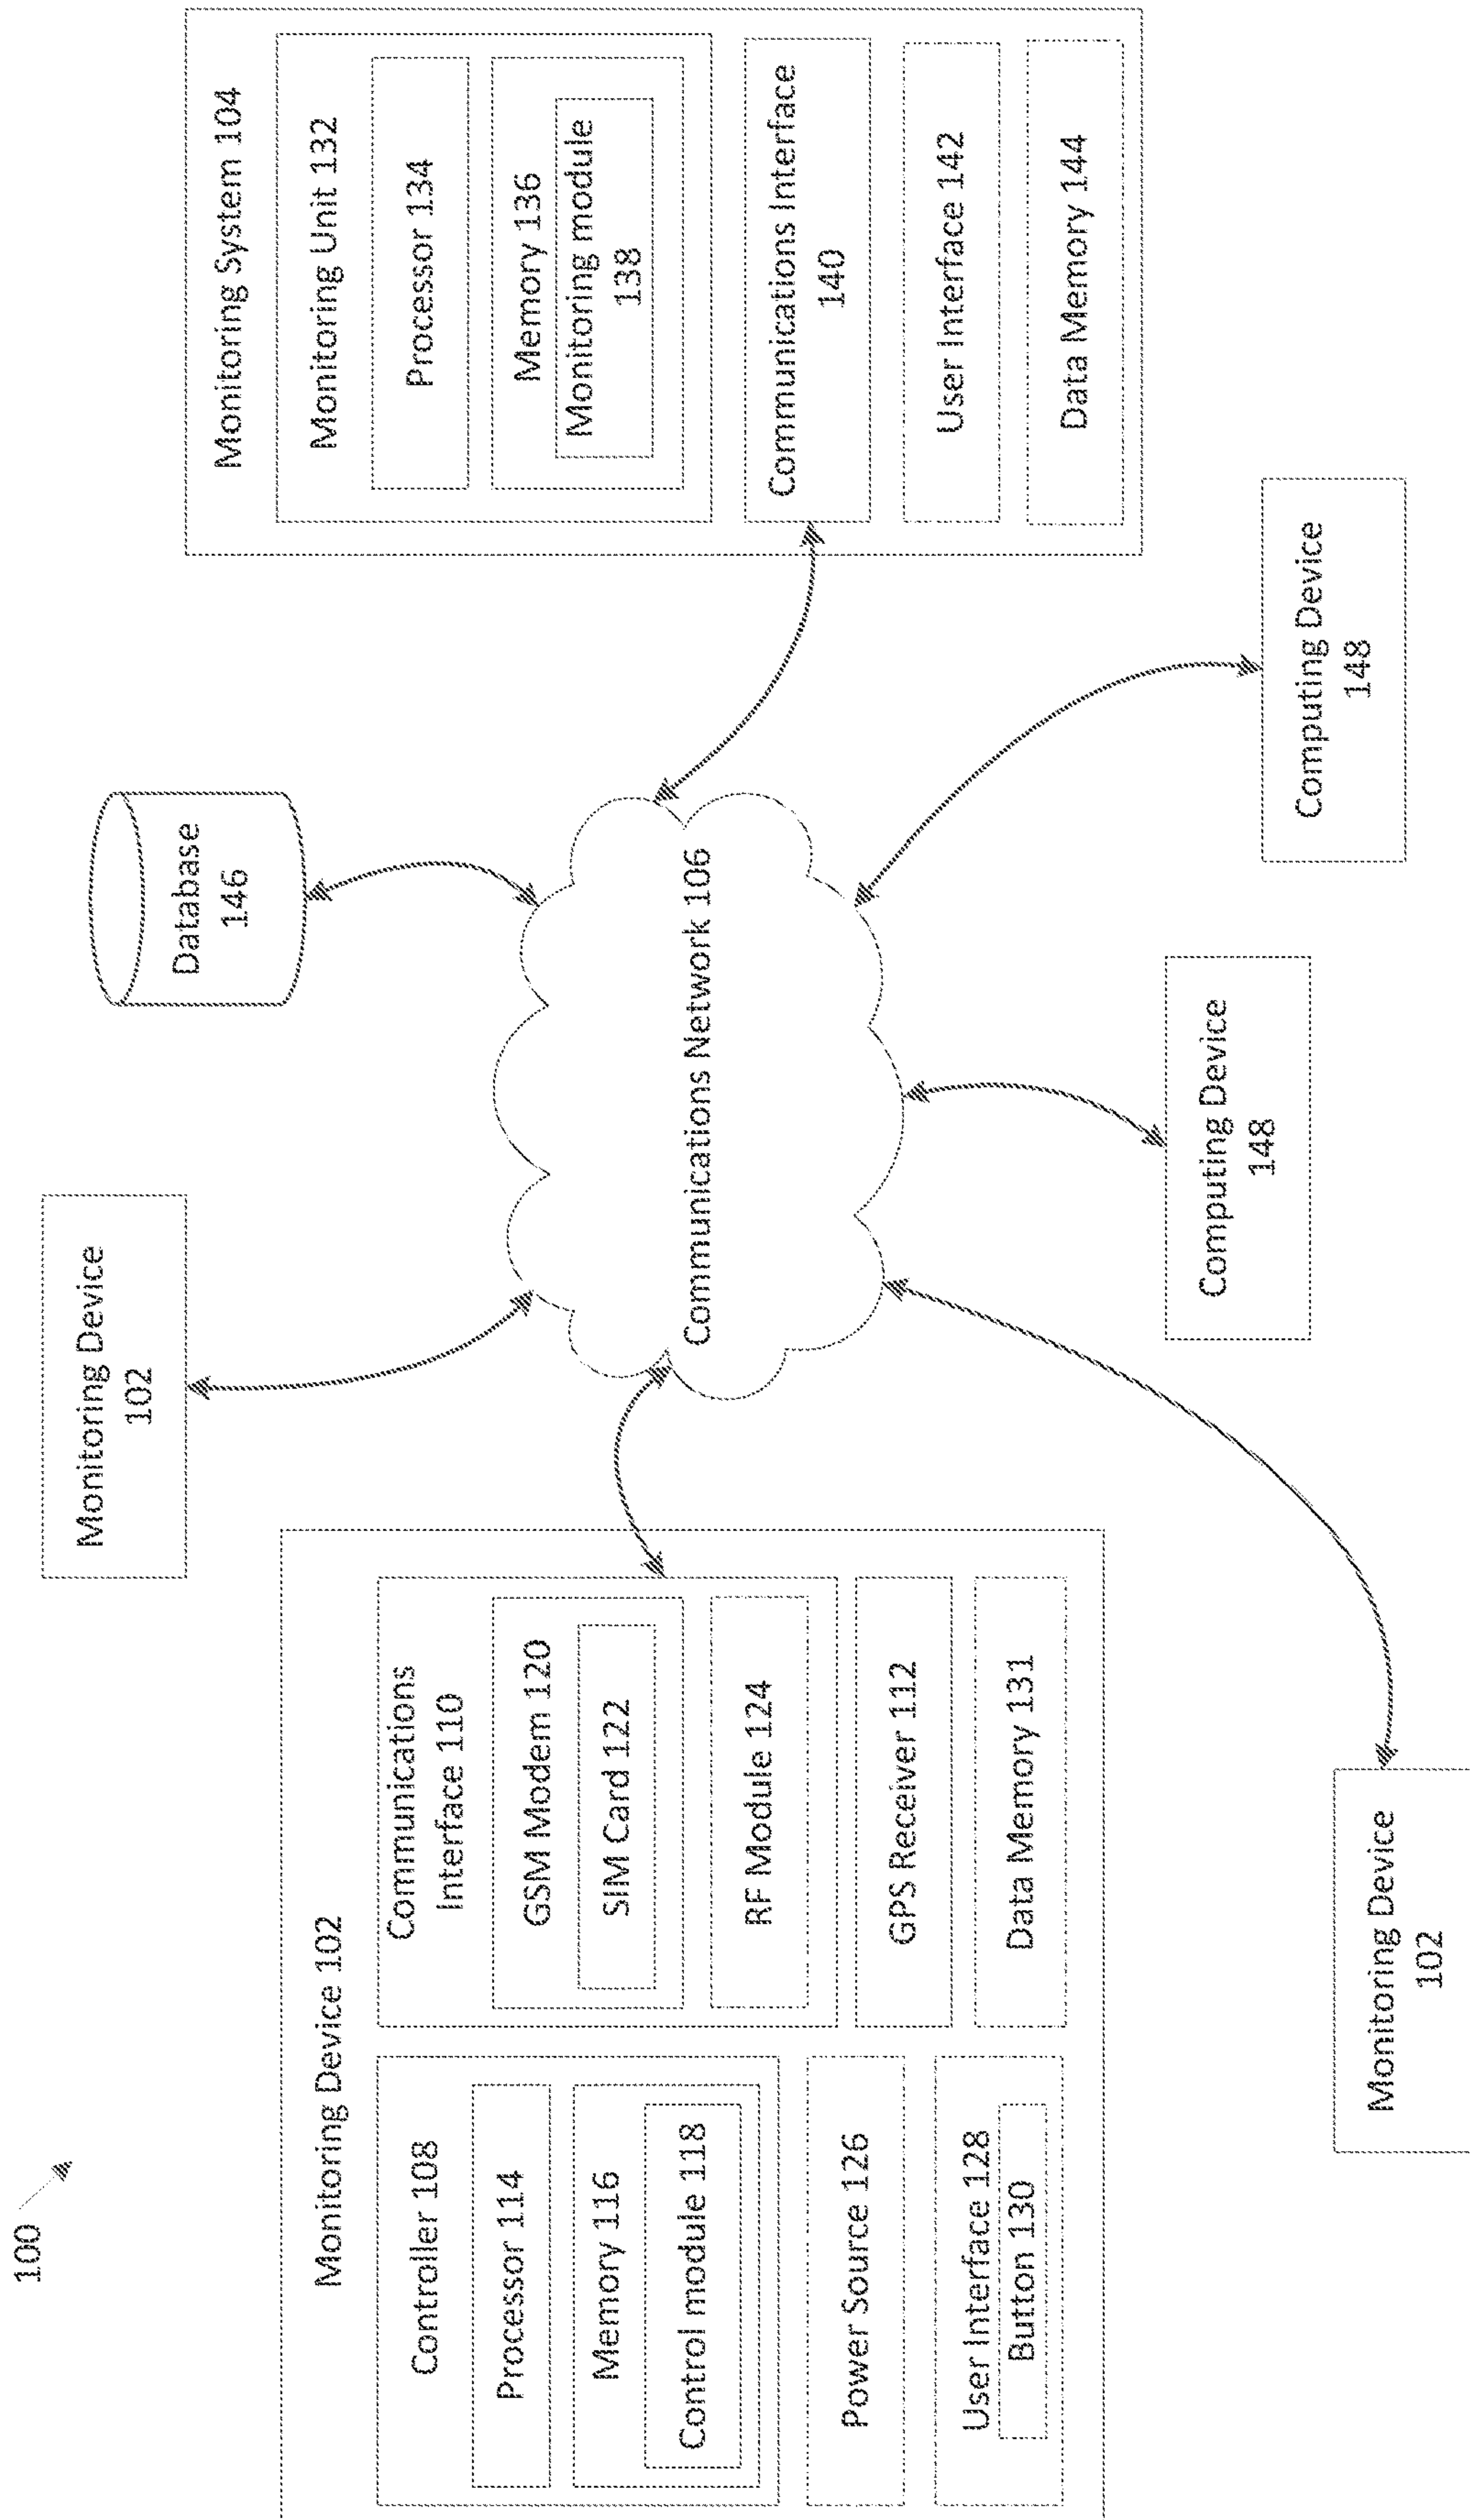 100
Monitoring Device 102
Controller 108
Processor 114
Memory 116
Control module 118
Power Source 126
User Interface 128
Button 130
Communications
Interface 110
GSM Modem 120
SIM Card 122
RF Module 124
GPS Receiver 112
Data Memory 131
Monitoring Device
102
Monitoring Device
102
Communications Network 106
Database
146
Computing Device
148
Computing Device
148
Monitoring System 104
Monitoring Unit 132
Processor 134
Memory 136
Monitoring module
138
Communications Interface
140
User Interface 142
Data Memory 144